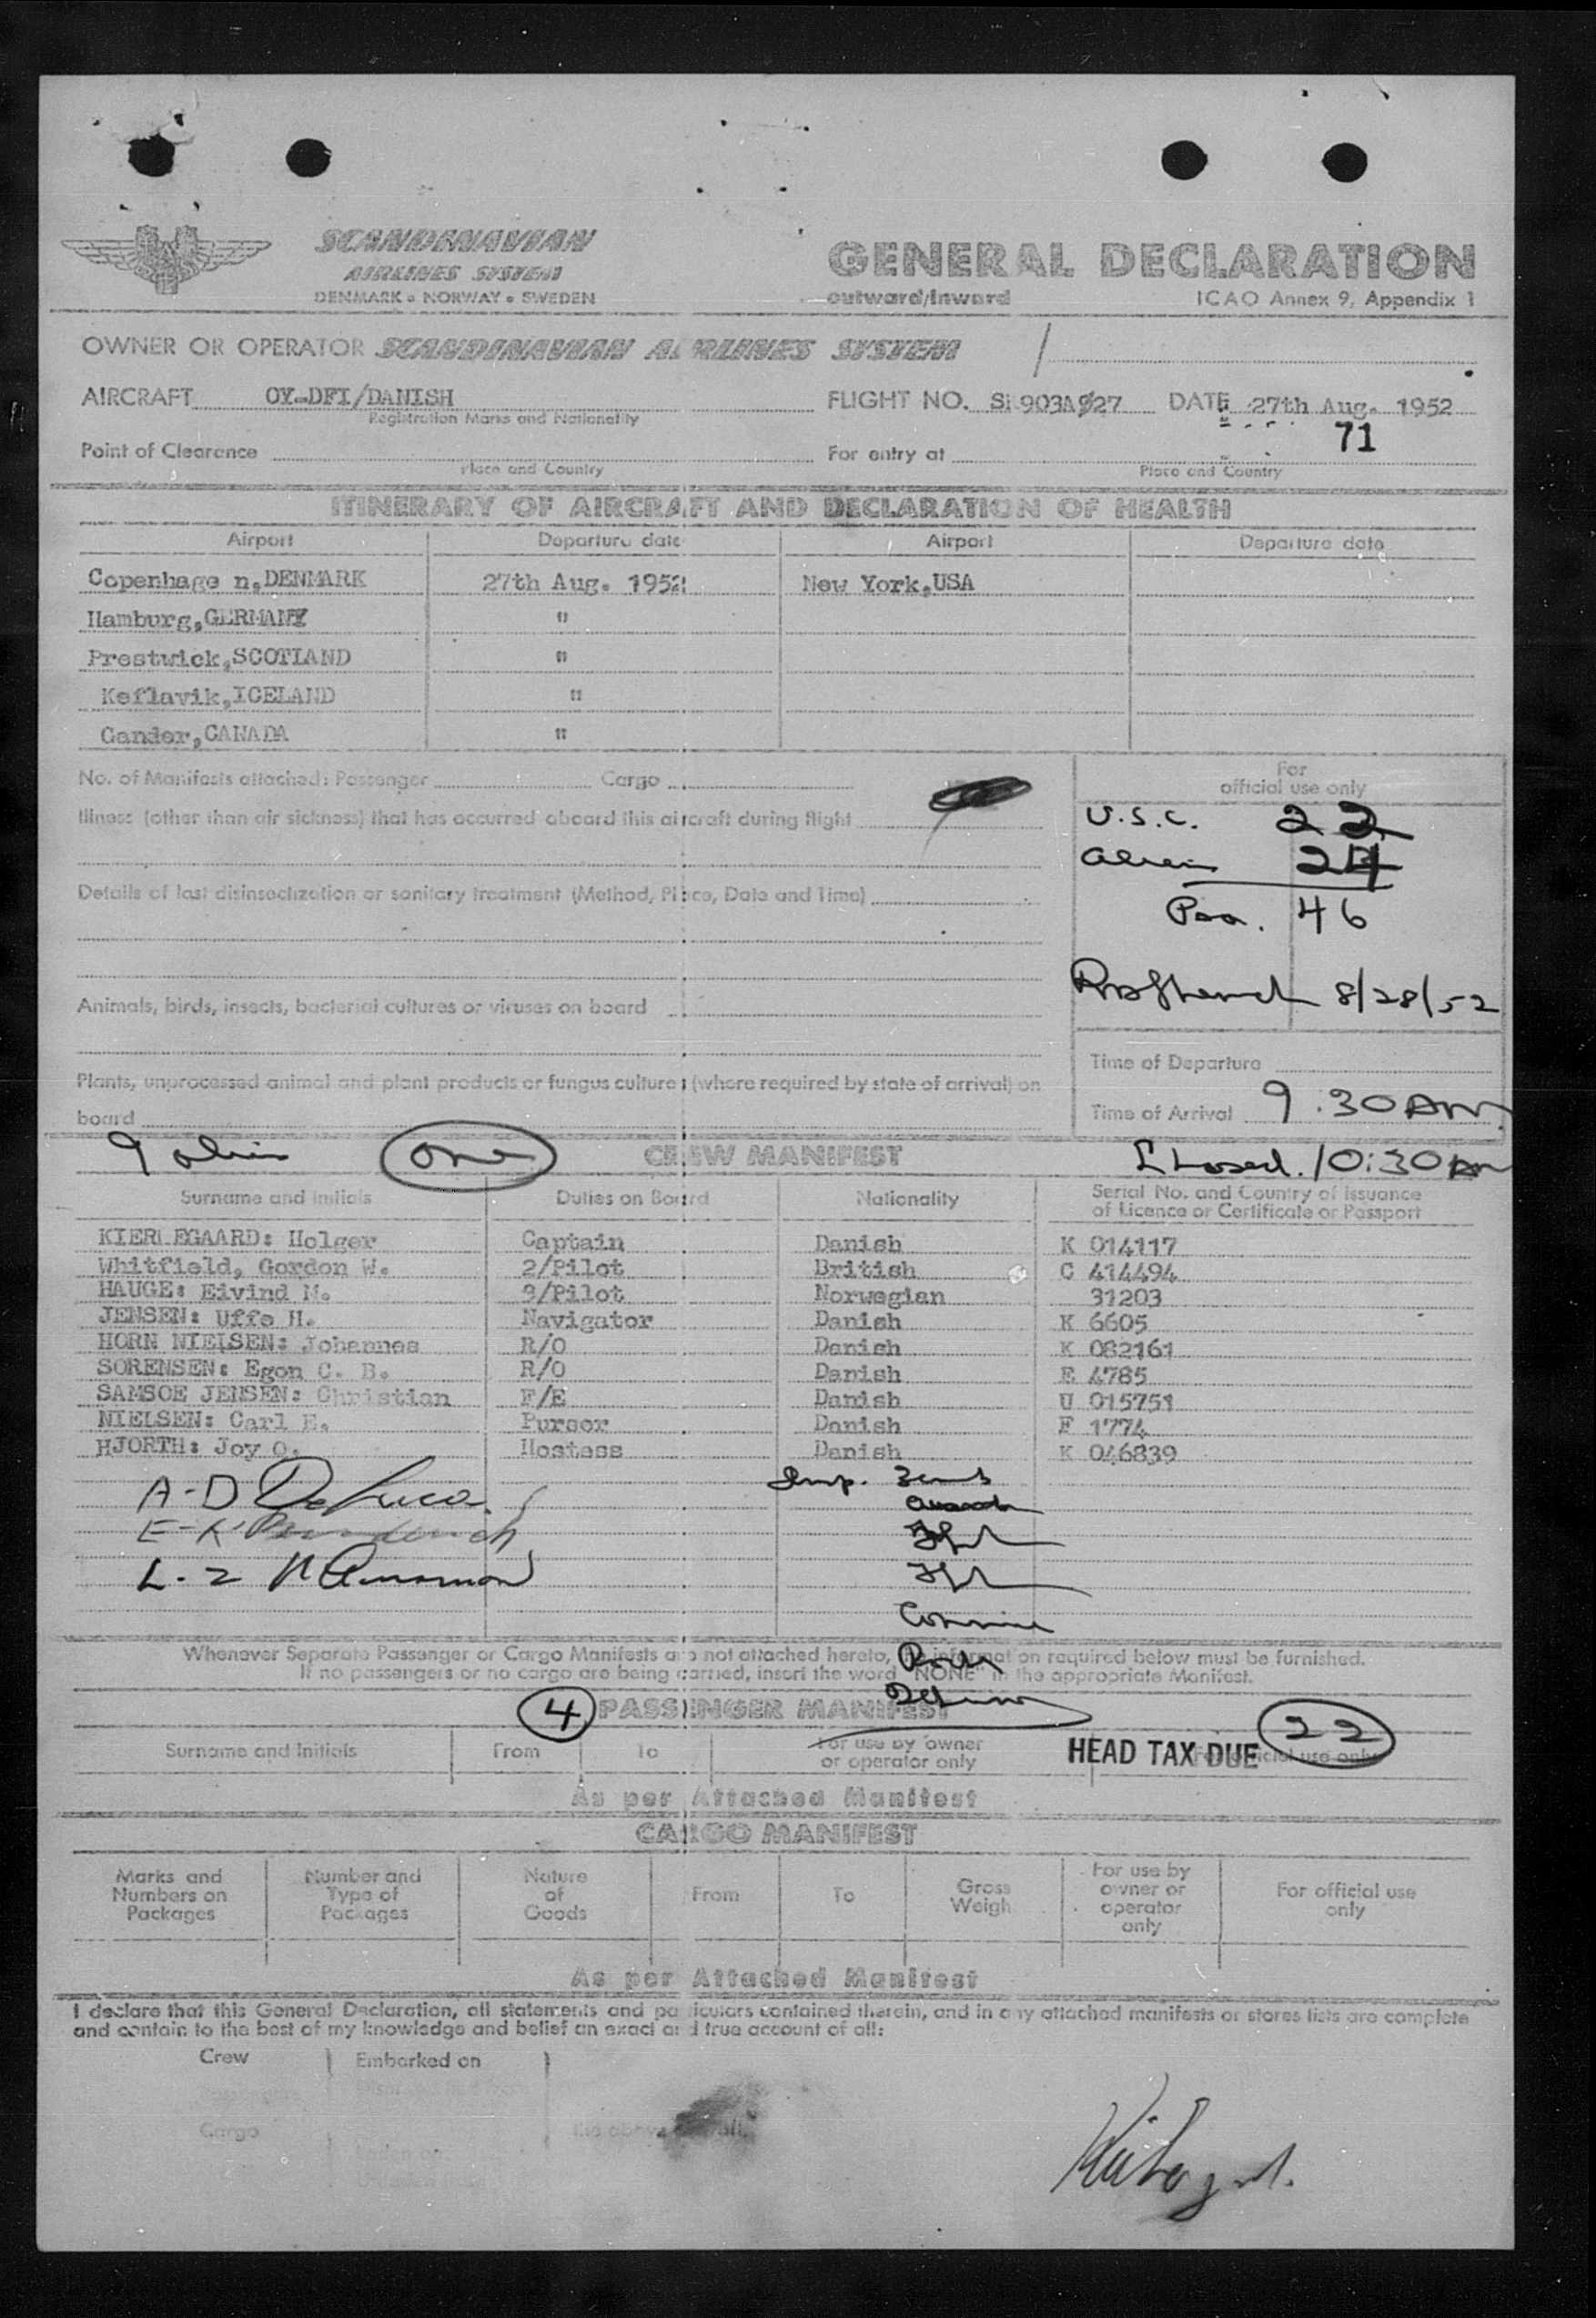 SCANDINAVIAN
AIRLINES SYSTEM
DENMARK • NORWAY • SWEDEN
GENERAL DECLARATION
outward/inward
ICAO Annex 9, Appendix 1
OWNER OR OPERATOR SCANDINAVIAN AIRLINES SYSTEM
AIRCRAFT OY-DFI/DANISH FLIGHT NO. SK 903A/827 DATE 27th Aug. 1952
Registration Marks and Nationality
71
Point of Clearance For entry at
Place and Country Place and Country
ITINERARY OF AIRCRAFT AND DECLARATION OF HEALTH
Airport Departure date Airport Departure date
Copenhage n,DENMARK 27th Aug. 1952 New York,USA
Hamburg,GERMANY "
Prestwick,SCOTLAND "
Keflavik,ICELAND "
Gander,CANADA "
No. of Manifests attached: Passenger Cargo
For
official use only
Illness (other than air sickness) that has occurred aboard this aircraft during flight
U.S.C. 22
Alien 24
Details of last disinsectization or sanitary treatment (Method, Place, Date and Time)
Pas. 46
8/28/52
Animals, birds, insects, bacterial cultures or viruses on board
Time of Departure
Plants, unprocessed animal and plant products or fungus cultures (where required by state of arrival) on
board
Time of Arrival 9:30 AM
9 alien one
CREW MANIFEST
Closed. 10:30 AM
Surname and Initials Duties on Board Nationality Serial No. and Country of Issuance
of Licence or Certificate or Passport
KIERKEGAARD: Holger Captain Danish K 014117
Whitfield, Gordon W. 2/Pilot British C 414494
HAUGE: Eivind M. 3/Pilot Norwegian 31203
JENSEN: Uffe H. Navigator Danish K 6605
HORN NIELSEN: Johannes R/O Danish K 082161
SORENSEN: Egon C. B. R/O Danish E 4785
SAMSOE JENSEN: Christian F/E Danish U 015751
NIELSEN: Carl E. Purser Danish F 1774
HJORTH: Joy O. Hostess Danish K 046839
A-D DeLuca
E-K
L-Z
Insp.
Whenever Separate Passenger or Cargo Manifests are not attached hereto, the information required below must be furnished.
If no passengers or no cargo are being carried, insert the word "NONE" in the appropriate Manifest.
4 PASSENGER MANIFEST
22
Surname and Initials From To For use by owner
or operator only
HEAD TAX DUE
For official use only
As per Attached Manifest
CARGO MANIFEST
Marks and
Numbers on
Packages
Number and
Type of
Packages
Nature
of
Goods
From
To
Gross
Weigh
For use by
owner or
operator
only
For official use
only
As per Attached Manifest
I declare that this General Declaration, all statements and particulars contained therein, and in any attached manifests or stores lists are complete
and contain to the best of my knowledge and belief an exact and true account of all:
Crew Embarked on
Cargo